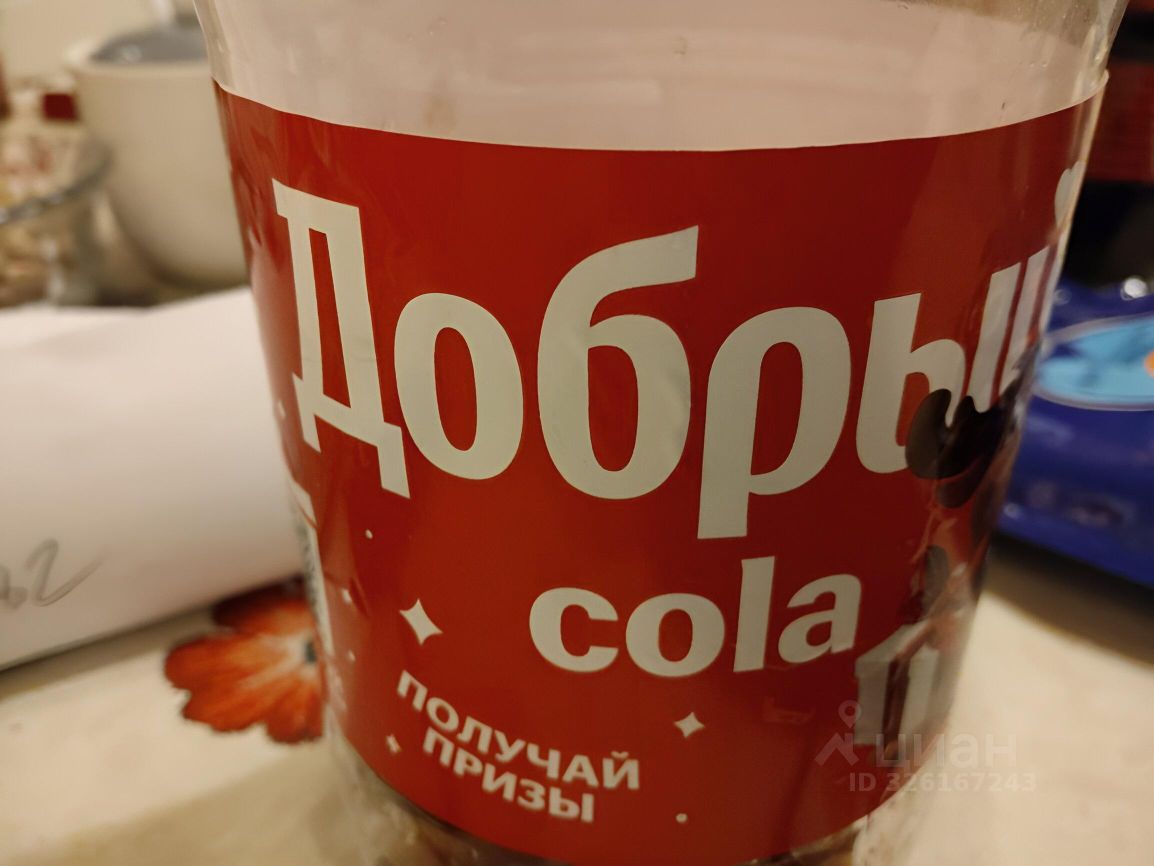 Добрый
cola
ПОЛУЧАЙ
ПРИЗЫ
циан
ID 326167243